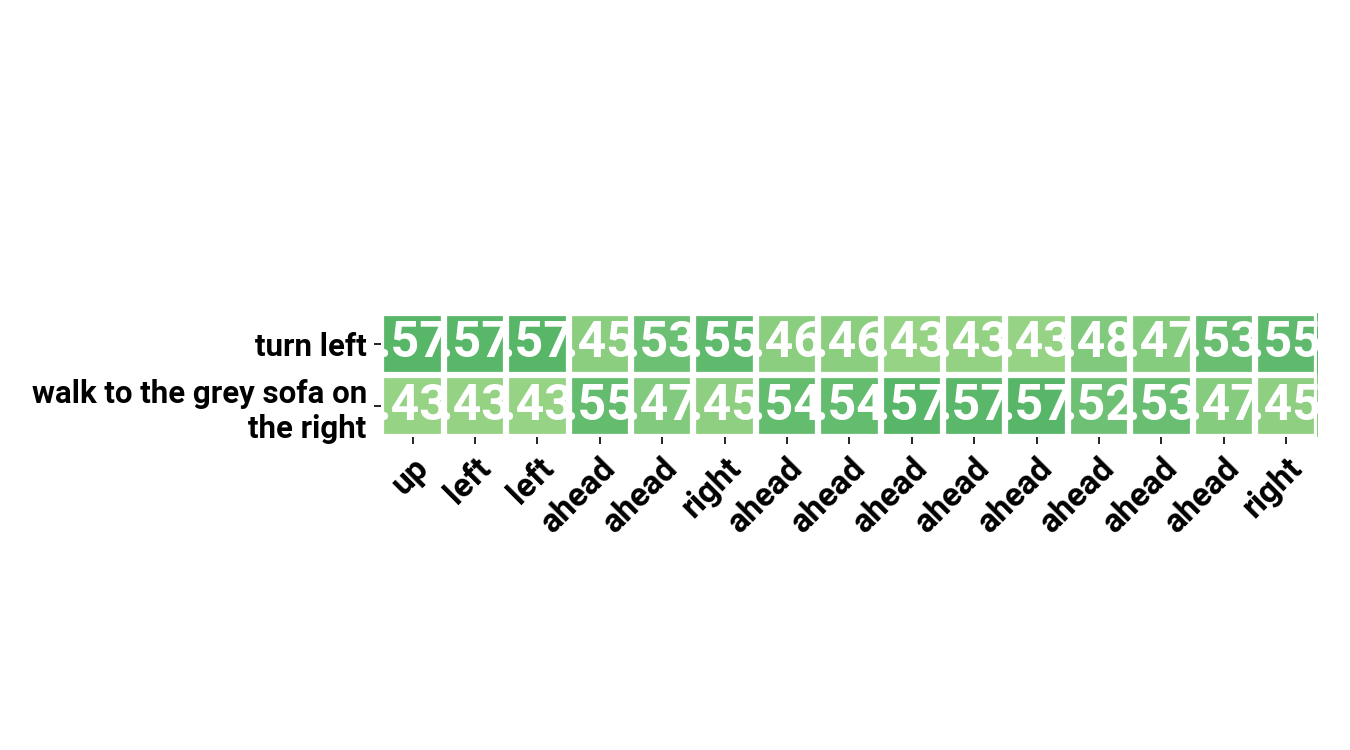 turn left
.57 .57 .57 .45 .53 .55 .46 .46 .43 .43 .43 .48 .47 .53 .55
walk to the grey sofa on
the right
.43 .43 .43 .55 .47 .45 .54 .54 .57 .57 .57 .52 .53 .47 .45
up left left ahead ahead right ahead ahead ahead ahead ahead ahead ahead ahead right